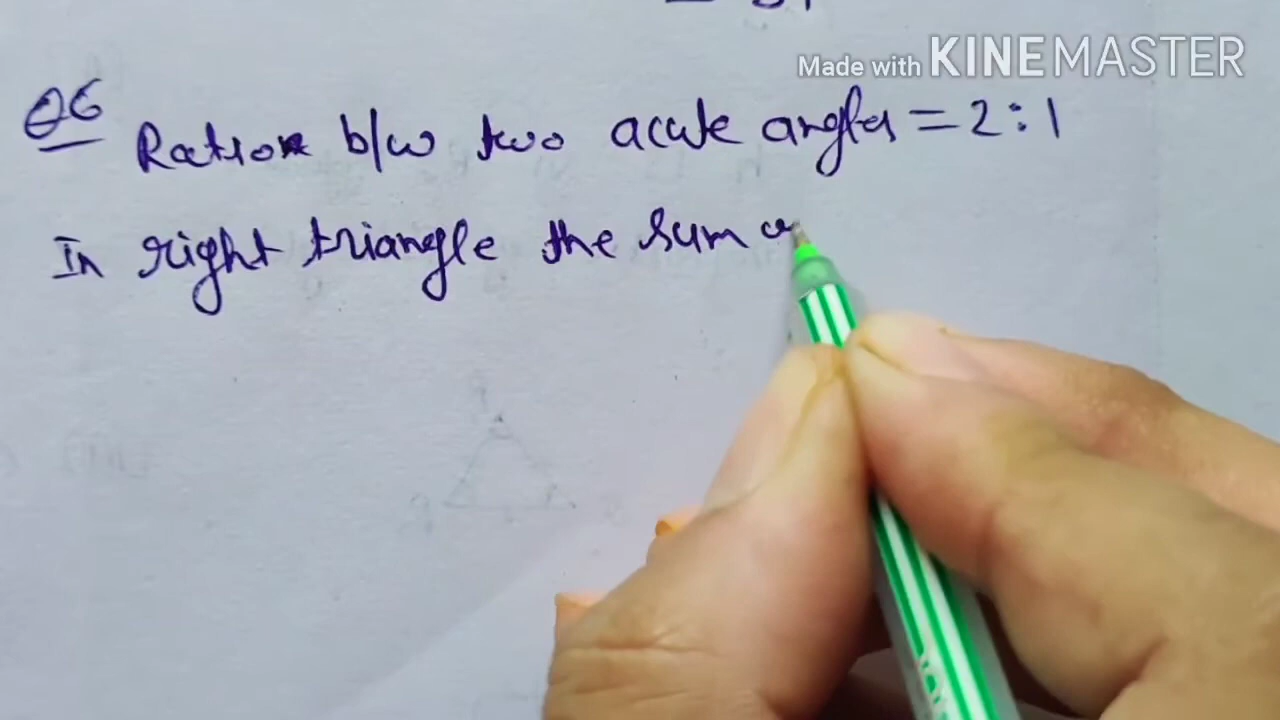 Made with KINEMASTER
Q6 Ratio b/w two acute angles = 2:1
In right triangle the sum